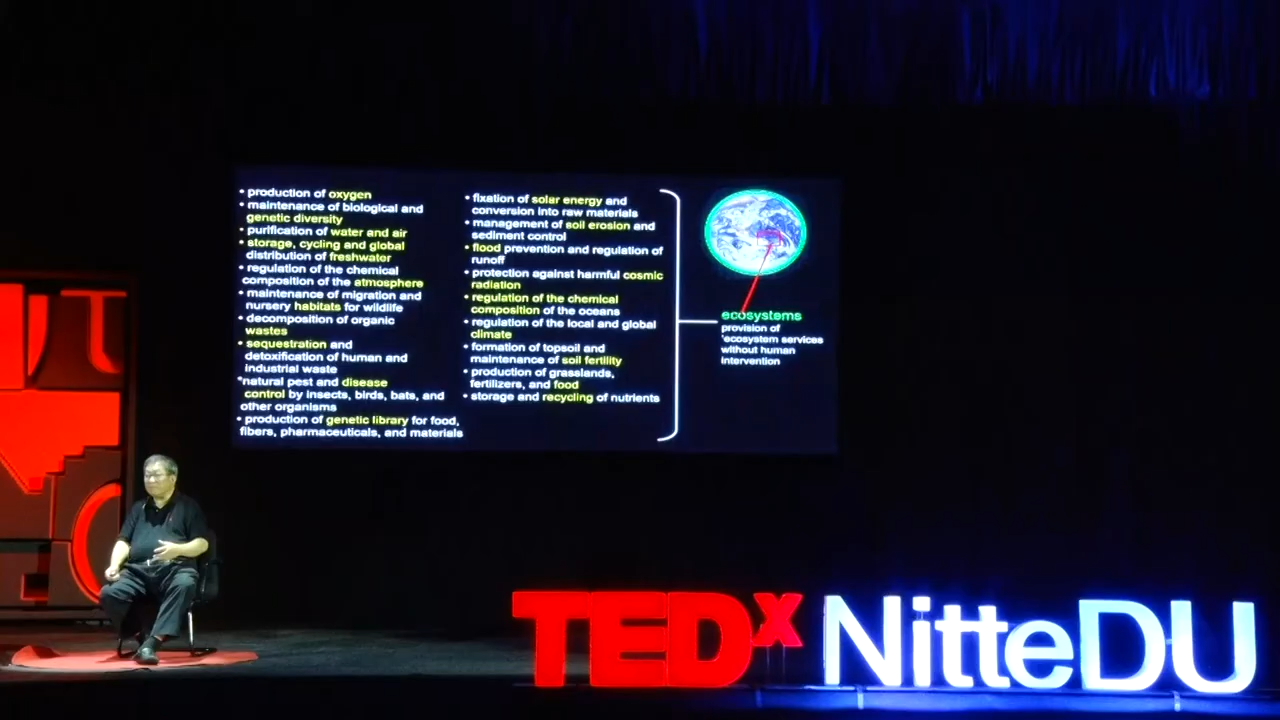 • production of oxygen
• maintenance of biological and
genetic diversity
• purification of water and air
• storage, cycling and global
distribution of freshwater
• regulation of the chemical
composition of the atmosphere
• maintenance of migration and
nursery habitats for wildlife
• decomposition of organic
wastes
• sequestration and
detoxification of human and
industrial waste
*natural pest and disease
control by insects, birds, bats, and
other organisms
• production of genetic library for food,
fibers, pharmaceuticals, and materials
• fixation of solar energy and
conversion into raw materials
• management of soil erosion and
sediment control
• flood prevention and regulation of
runoff
• protection against harmful cosmic
radiation
• regulation of the chemical
composition of the oceans
• regulation of the local and global
climate
• formation of topsoil and
maintenance of soil fertility
• production of grasslands,
fertilizers, and food
• storage and recycling of nutrients
ecosystems
provision of
'ecosystem services
without human
intervention
TEDx NitteDU